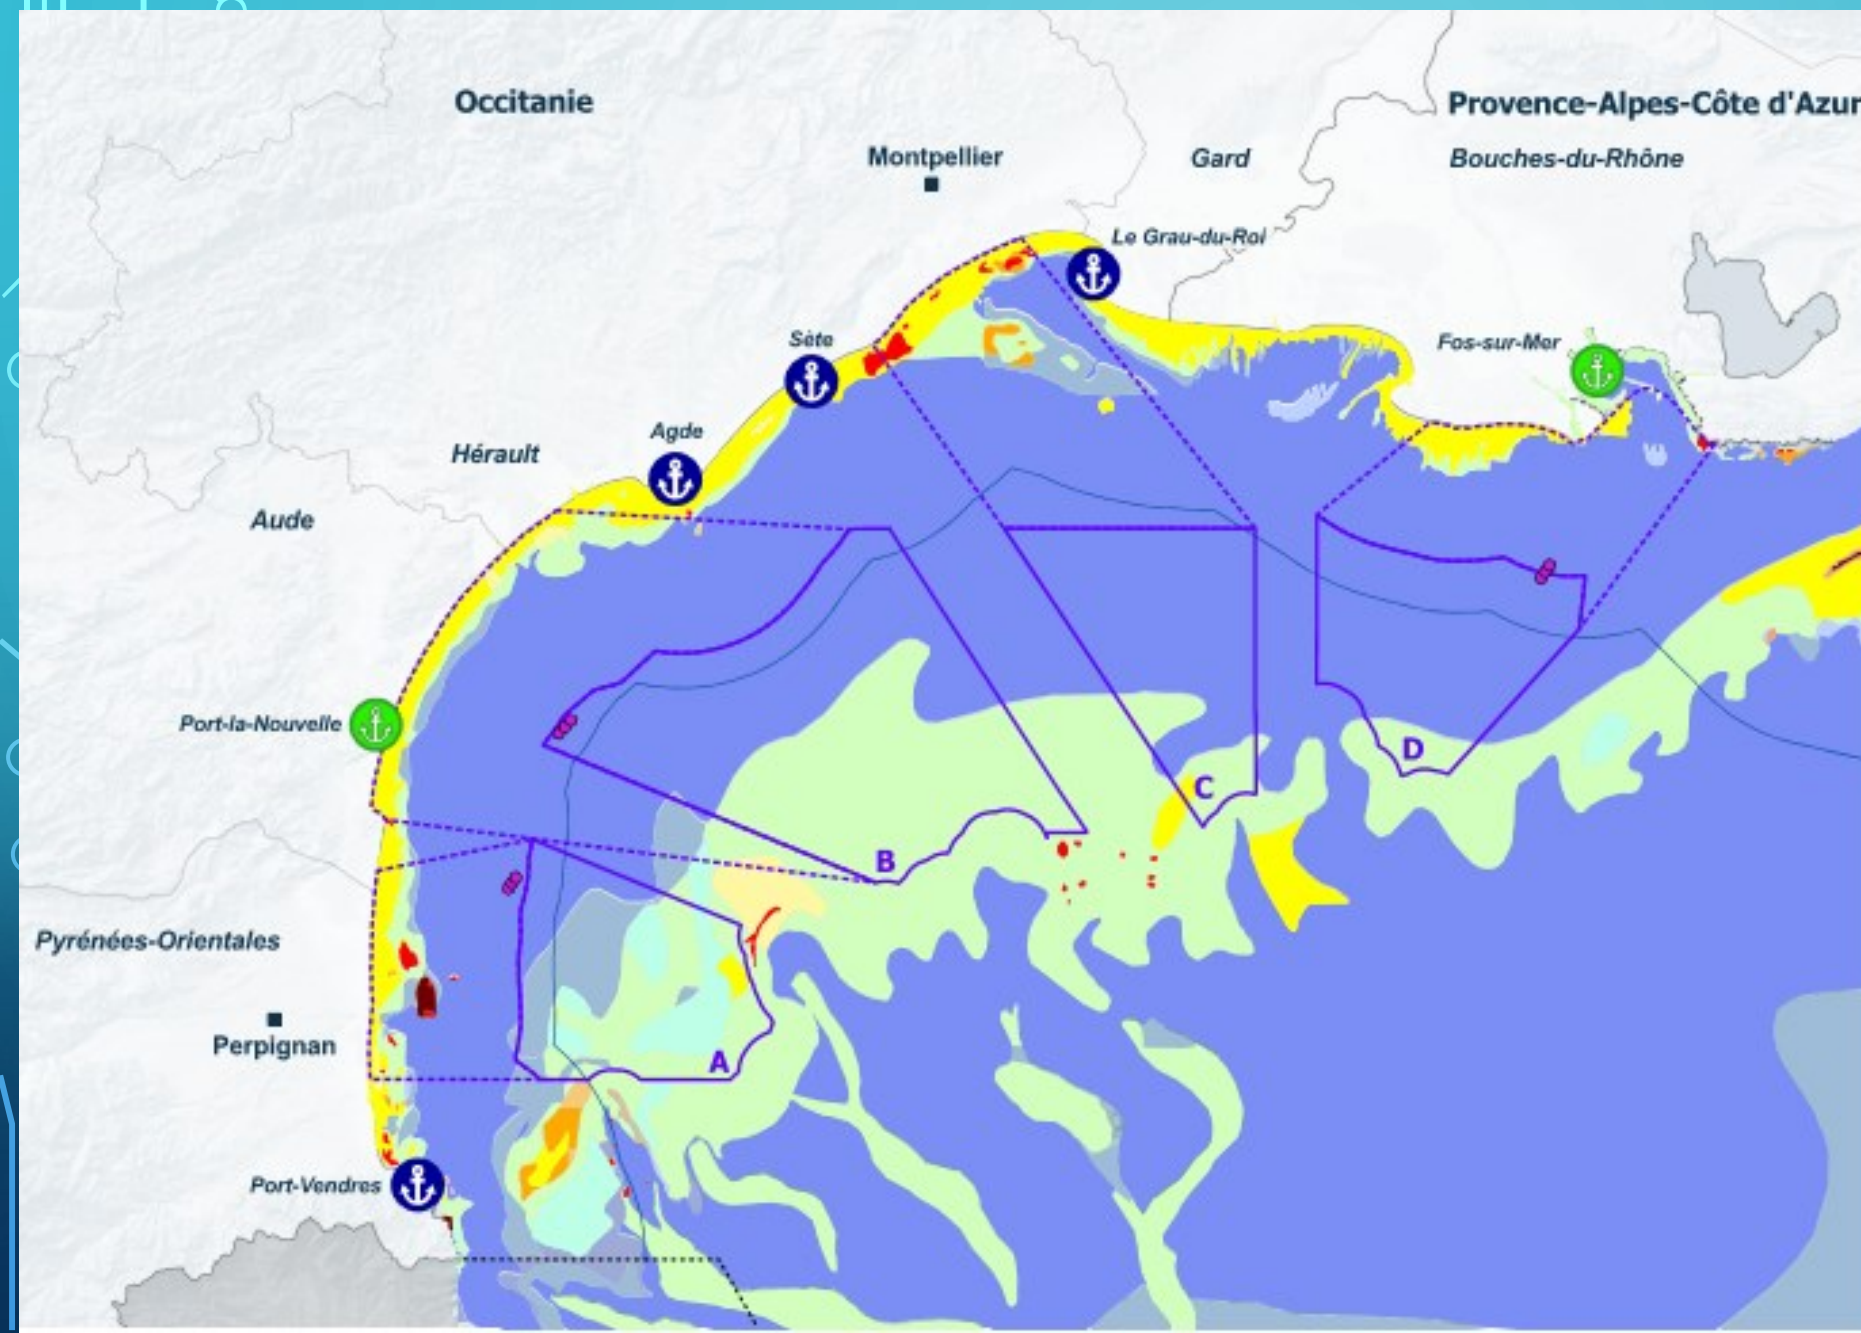 Occitanie
Provence-Alpes-Côte d'Azur
Montpellier
Gard
Bouches-du-Rhône
Le Grau-du-Roi
Sète
Fos-sur-Mer
Agde
Hérault
Aude
Port-la-Nouvelle
D
C
B
Pyrénées-Orientales
Perpignan
A
Port-Vendres